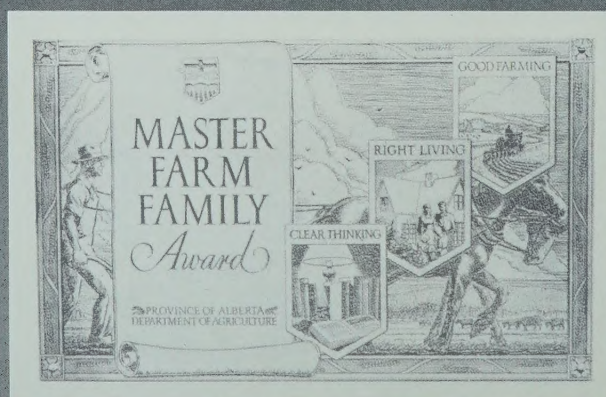 MASTER
FARM
FAMILY
Award
PROVINCE OF ALBERTA
DEPARTMENT OF AGRICULTURE
CLEAR THINKING
RIGHT LIVING
GOOD FARMING